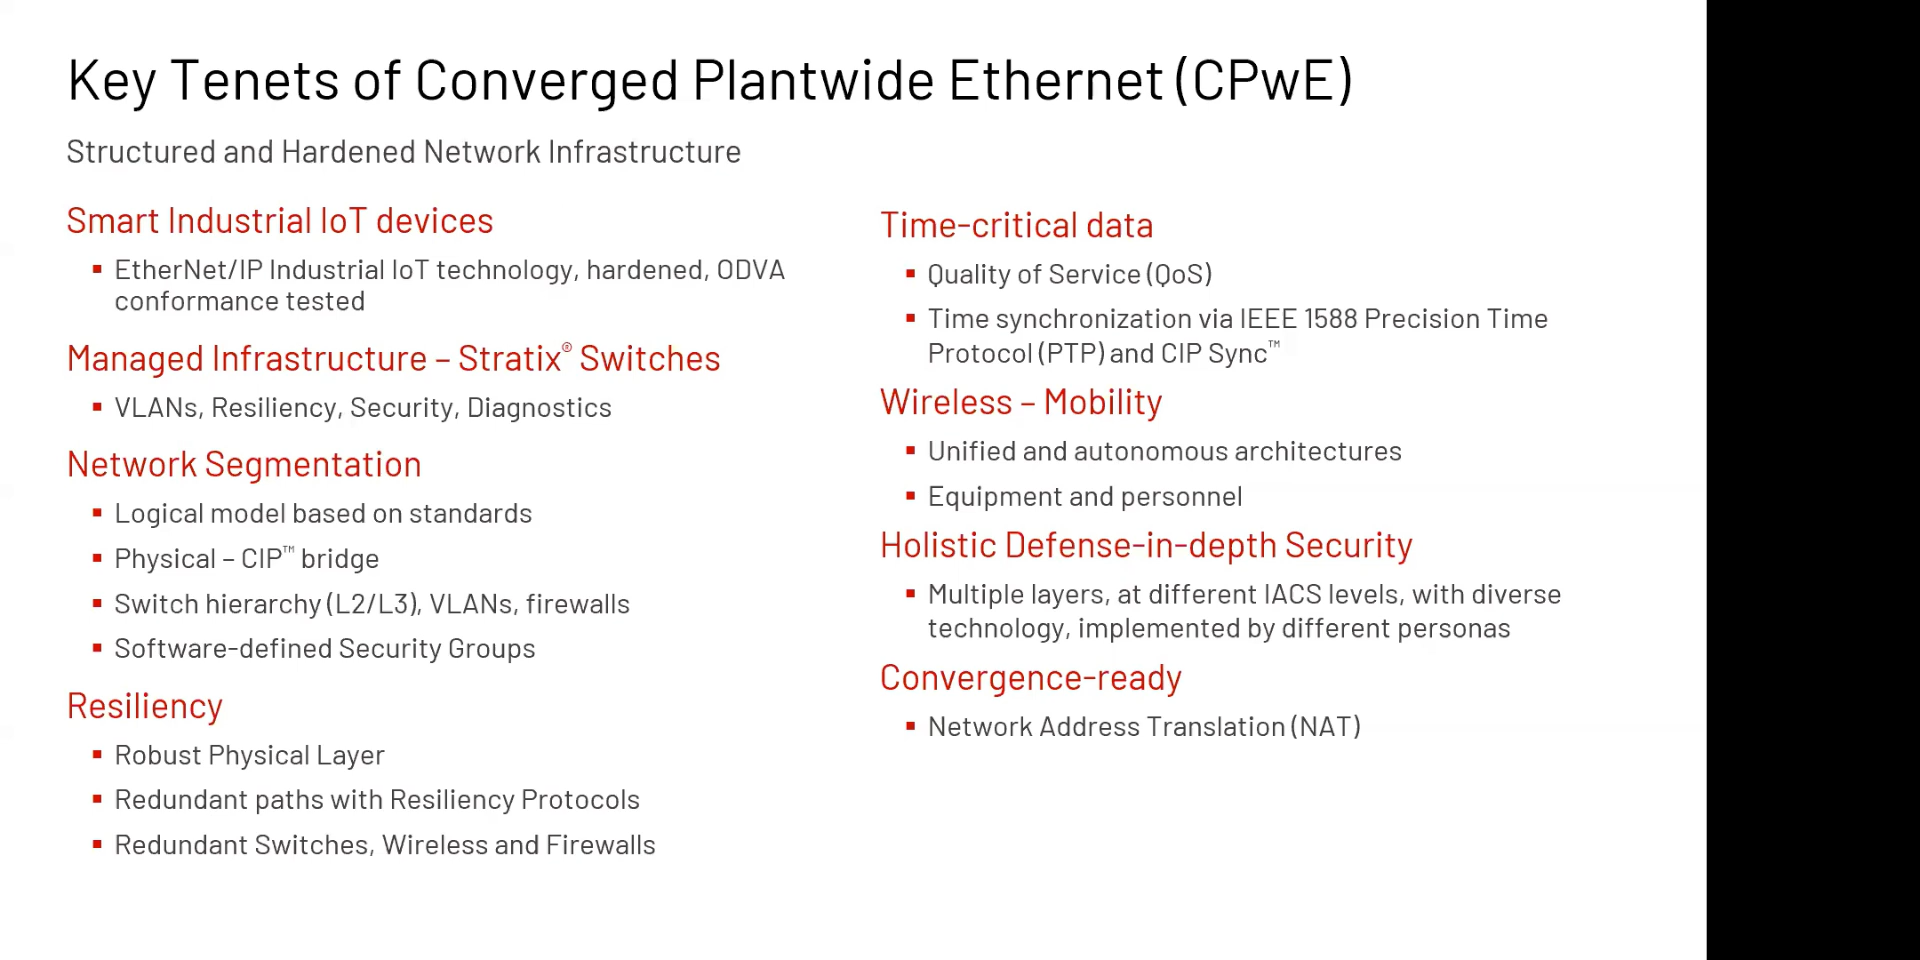 Key Tenets of Converged Plantwide Ethernet (CPwE)
Structured and Hardened Network Infrastructure
Smart Industrial IoT devices
▪ EtherNet/IP Industrial IoT technology, hardened, ODVA
conformance tested
Managed Infrastructure – Stratix® Switches
▪ VLANs, Resiliency, Security, Diagnostics
Network Segmentation
▪ Logical model based on standards
▪ Physical – CIP™ bridge
▪ Switch hierarchy (L2/L3), VLANs, firewalls
▪ Software-defined Security Groups
Resiliency
▪ Robust Physical Layer
▪ Redundant paths with Resiliency Protocols
▪ Redundant Switches, Wireless and Firewalls
Time-critical data
▪ Quality of Service (QoS)
▪ Time synchronization via IEEE 1588 Precision Time
Protocol (PTP) and CIP Sync™
Wireless – Mobility
▪ Unified and autonomous architectures
▪ Equipment and personnel
Holistic Defense-in-depth Security
▪ Multiple layers, at different IACS levels, with diverse
technology, implemented by different personas
Convergence-ready
▪ Network Address Translation (NAT)